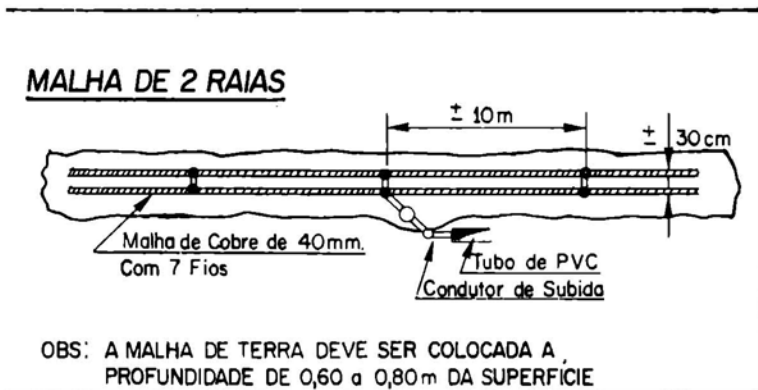 MALHA DE 2 RAIAS
± 10m
± 30cm
Malha de Cobre de 40mm.
Com 7 Fios
Tubo de PVC
Condutor de Subida
OBS: A MALHA DE TERRA DEVE SER COLOCADA A,
PROFUNDIDADE DE 0,60 a 0,80m DA SUPERFICIE